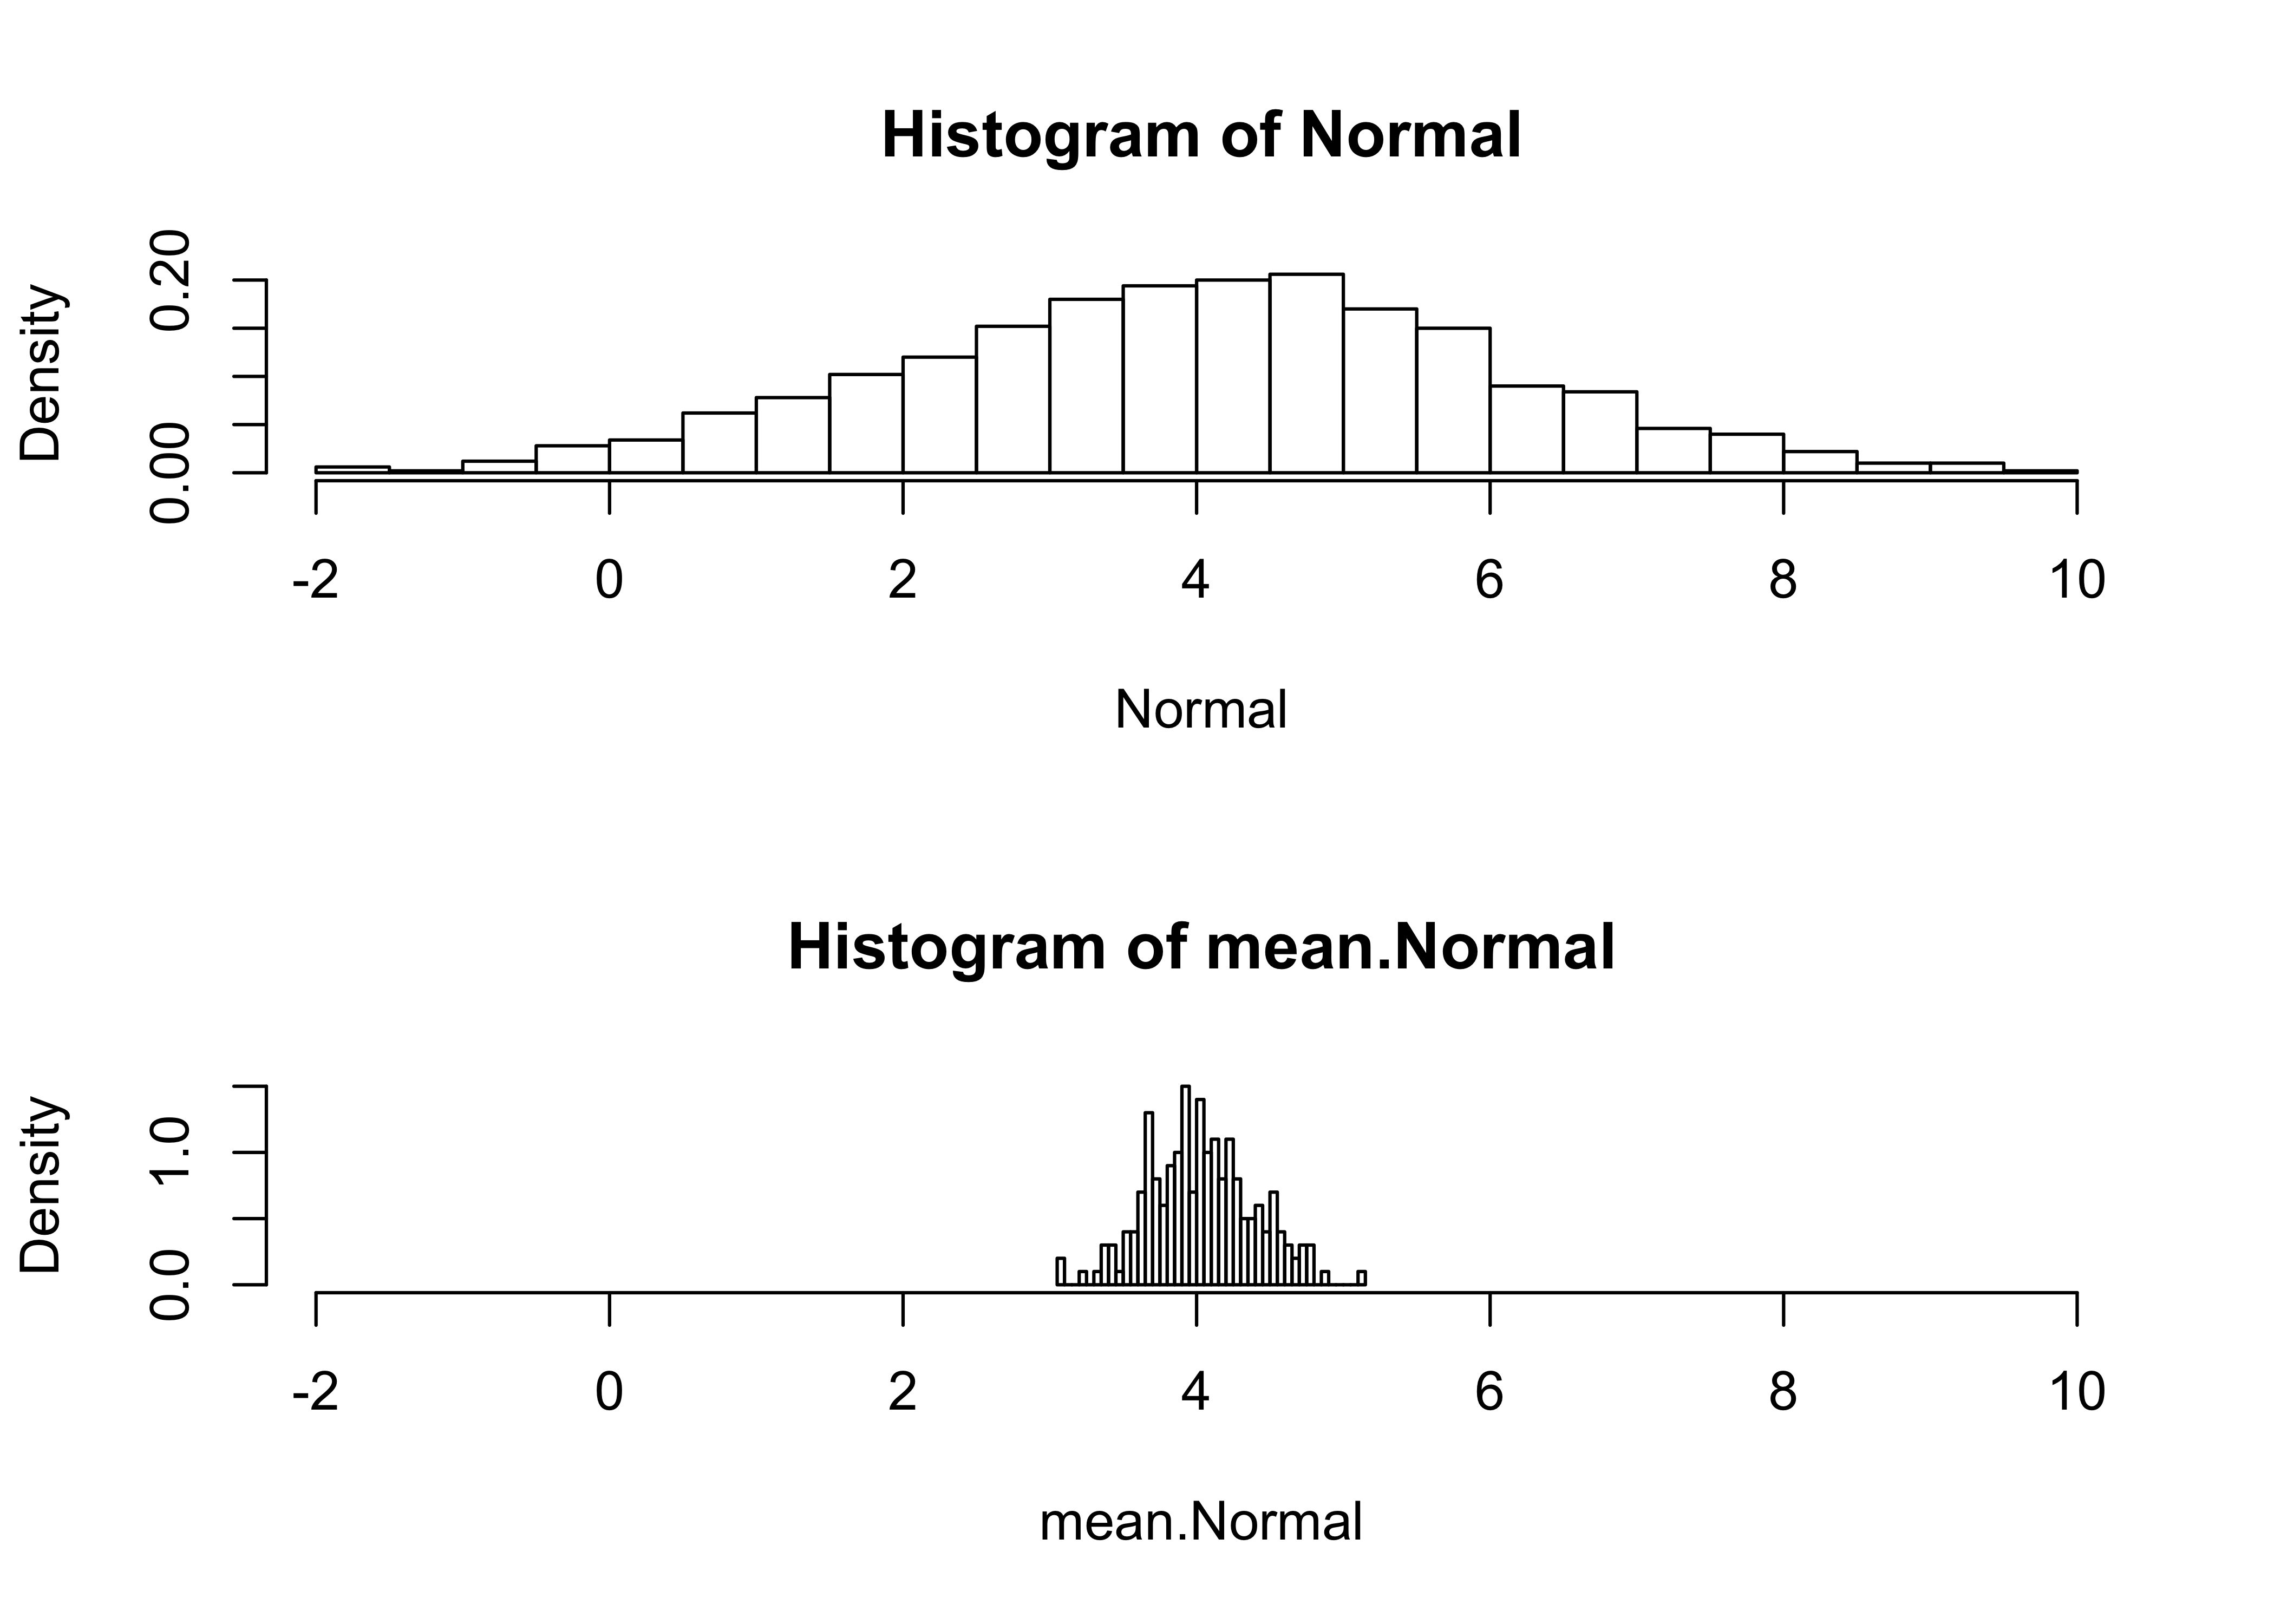 Histogram of Normal
Density
0.20
0.00
-2 0 2 4 6 8 10
Normal
Histogram of mean.Normal
Density
1.0
0.0
-2 0 2 4 6 8 10
mean.Normal